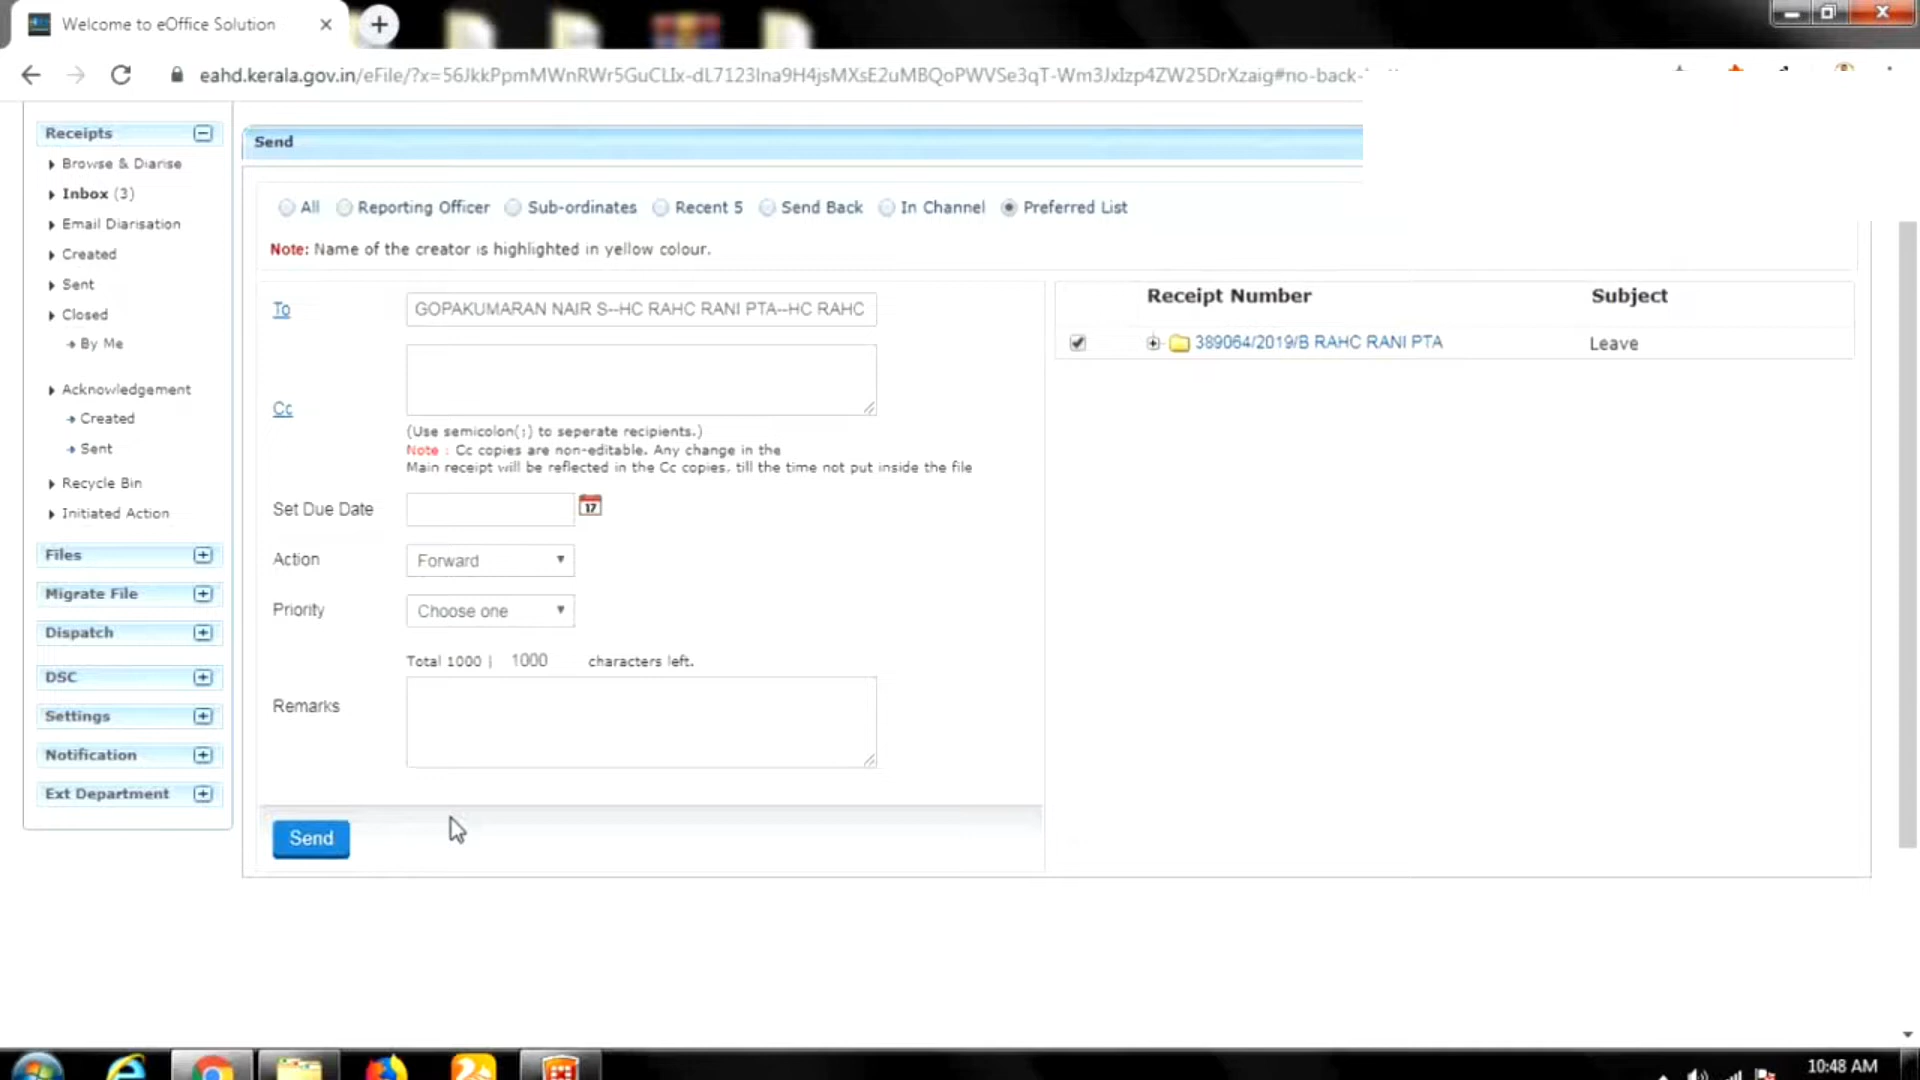 Welcome to eOffice Solution
eahd.kerala.gov.in/eFile/?x=56JkkPpmMWnRWr5GuCLIx-dL7123Ina9H4jsMXsE2uMBQoPWVSe3qT-Wm3JxIzp4ZW25DrXzaig#no-back-
Receipts
Browse & Diarise
Inbox (3)
Email Diarisation
Created
Sent
Closed
By Me
Acknowledgement
Created
Sent
Recycle Bin
Initiated Action
Files
Migrate File
Dispatch
DSC
Settings
Notification
Ext Department
Send
All Reporting Officer Sub-ordinates Recent 5 Send Back In Channel Preferred List
Note: Name of the creator is highlighted in yellow colour.
To GOPAKUMARAN NAIR S--HC RAHC RANI PTA--HC RAHC
Cc
(Use semicolon(;) to seperate recipients.)
Note : Cc copies are non-editable. Any change in the
Main receipt will be reflected in the Cc copies, till the time not put inside the file
Set Due Date 17
Action Forward
Priority Choose one
Total 1000 | 1000 characters left.
Remarks
Send
Receipt Number Subject
389064/2019/B RAHC RANI PTA Leave
10:48 AM